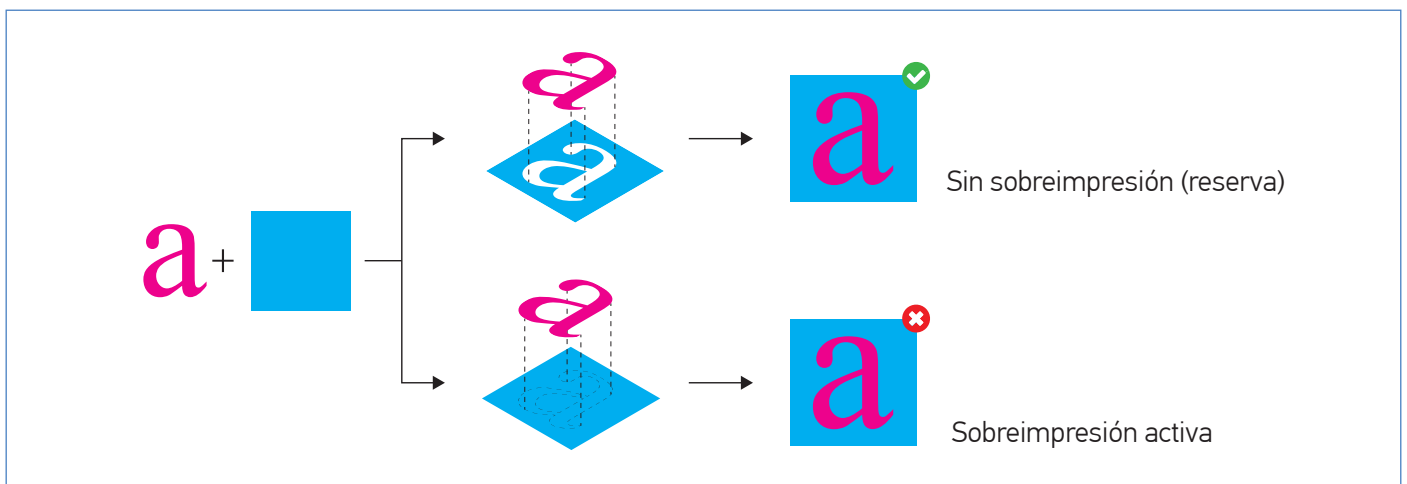 a
a
Sin sobreimpresión (reserva)
a +
a
a
Sobreimpresión activa
a